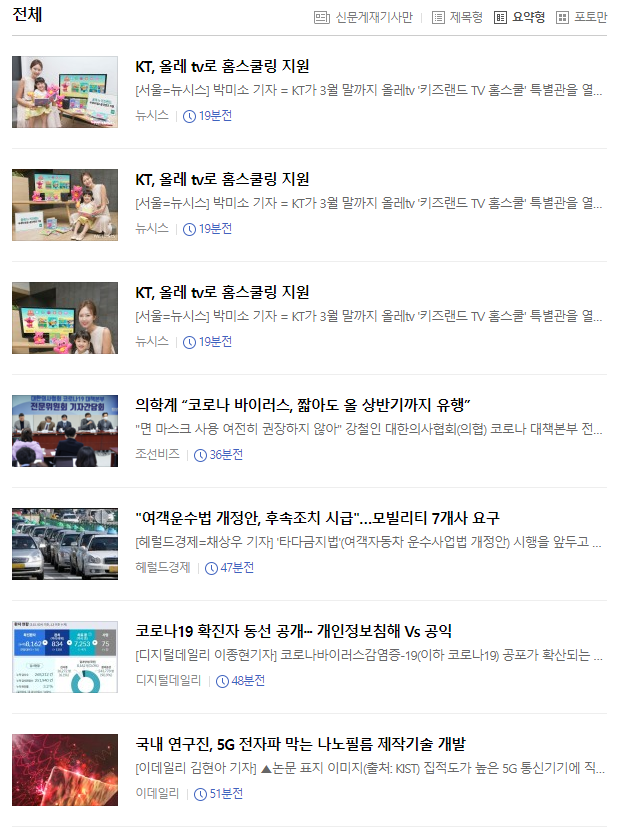 전체
신문게재기사만 제목형 요약형 포토만
KT, 올레 tv로 홈스쿨링 지원
[서울=뉴시스] 박미소 기자 = KT가 3월 말까지 올레tv '키즈랜드 TV 홈스쿨' 특별관을 열...
뉴시스 19분전
KT, 올레 tv로 홈스쿨링 지원
[서울=뉴시스] 박미소 기자 = KT가 3월 말까지 올레tv '키즈랜드 TV 홈스쿨' 특별관을 열...
뉴시스 19분전
KT, 올레 tv로 홈스쿨링 지원
[서울=뉴시스] 박미소 기자 = KT가 3월 말까지 올레tv '키즈랜드 TV 홈스쿨' 특별관을 열...
뉴시스 19분전
전문위원회 기자간담회
의학계 “코로나 바이러스, 짧아도 올 상반기까지 유행”
"면 마스크 사용 여전히 권장하지 않아" 강철인 대한의사협회(의협) 코로나 대책본부 전...
조선비즈 36분전
"여객운수법 개정안, 후속조치 시급"…모빌리티 7개사 요구
[헤럴드경제=채상우 기자] '타다금지법'(여객자동차 운수사업법 개정안) 시행을 앞두고 ...
헤럴드경제 47분전
8,162 834 7,253 75
코로나19 확진자 동선 공개… 개인정보침해 Vs 공익
[디지털데일리 이종현기자] 코로나바이러스감염증-19(이하 코로나19) 공포가 확산되는 ...
디지털데일리 48분전
국내 연구진, 5G 전자파 막는 나노필름 제작기술 개발
[이데일리 김현아 기자] ▲논문 표지 이미지(출처: KIST) 집적도가 높은 5G 통신기기에 직...
이데일리 51분전